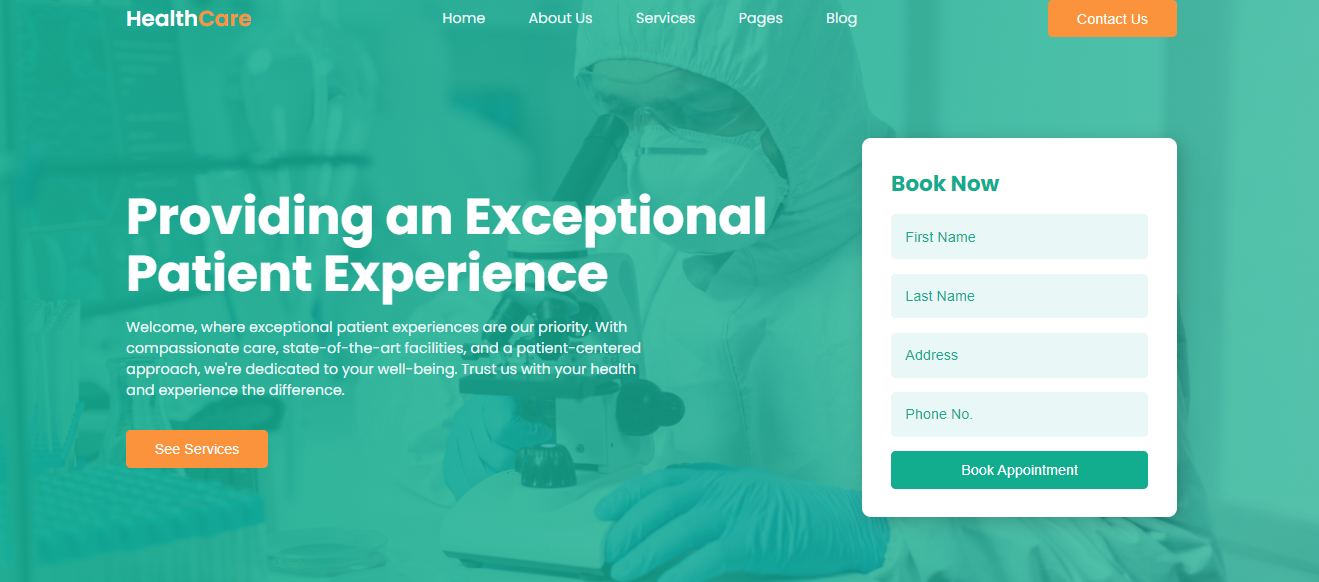 HealthCare
Home
About Us
Services
Pages
Blog
Contact Us
Providing an Exceptional
Patient Experience
Welcome, where exceptional patient experiences are our priority. With
compassionate care, state-of-the-art facilities, and a patient-centered
approach, we're dedicated to your well-being. Trust us with your health
and experience the difference.
See Services
Book Now
First Name
Last Name
Address
Phone No.
Book Appointment